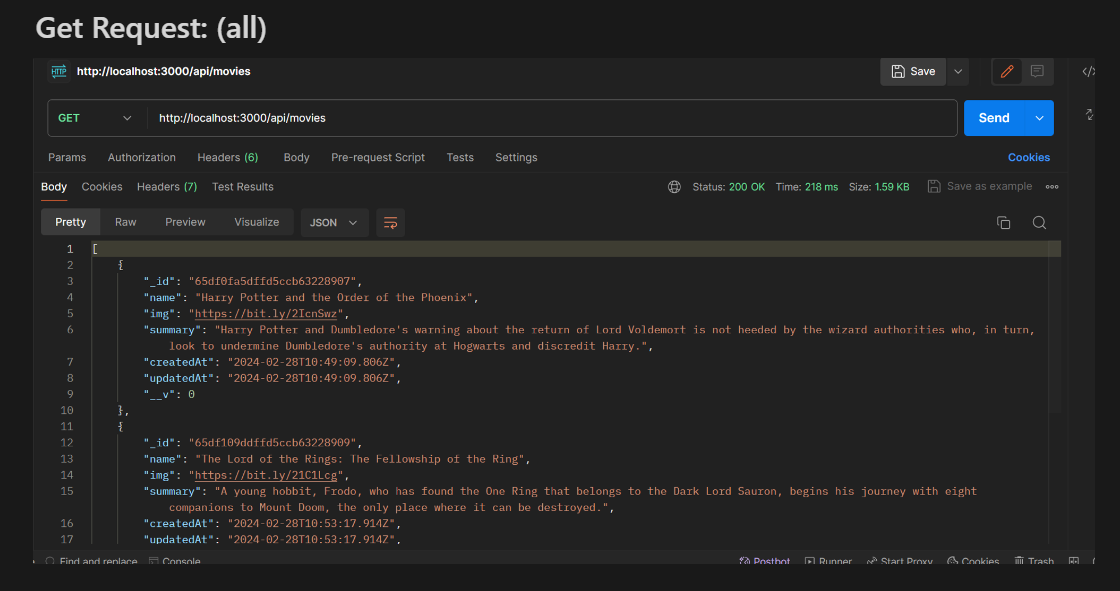 Get Request: (all)
HTTP http://localhost:3000/api/movies Save
GET http://localhost:3000/api/movies Send
Params Authorization Headers (6) Body Pre-request Script Tests Settings Cookies
Body Cookies Headers (7) Test Results Status: 200 OK Time: 218 ms Size: 1.59 KB Save as example
Pretty Raw Preview Visualize JSON
1 [
2 {
3 "_id": "65df0fa5dffd5ccb63228907",
4 "name": "Harry Potter and the Order of the Phoenix",
5 "img": "https://bit.ly/2IcnSwz",
6 "summary": "Harry Potter and Dumbledore's warning about the return of Lord Voldemort is not heeded by the wizard authorities who, in turn,
look to undermine Dumbledore's authority at Hogwarts and discredit Harry.",
7 "createdAt": "2024-02-28T10:49:09.806Z",
8 "updatedAt": "2024-02-28T10:49:09.806Z",
9 "__v": 0
10 },
11 {
12 "_id": "65df109ddffd5ccb63228909",
13 "name": "The Lord of the Rings: The Fellowship of the Ring",
14 "img": "https://bit.ly/21C1Lcg",
15 "summary": "A young hobbit, Frodo, who has found the One Ring that belongs to the Dark Lord Sauron, begins his journey with eight
companions to Mount Doom, the only place where it can be destroyed.",
16 "createdAt": "2024-02-28T10:53:17.914Z",
17 "updatedAt": "2024-02-28T10:53:17.914Z",
Find and replace Console Postbot Runner Start Proxy Cookies Trash